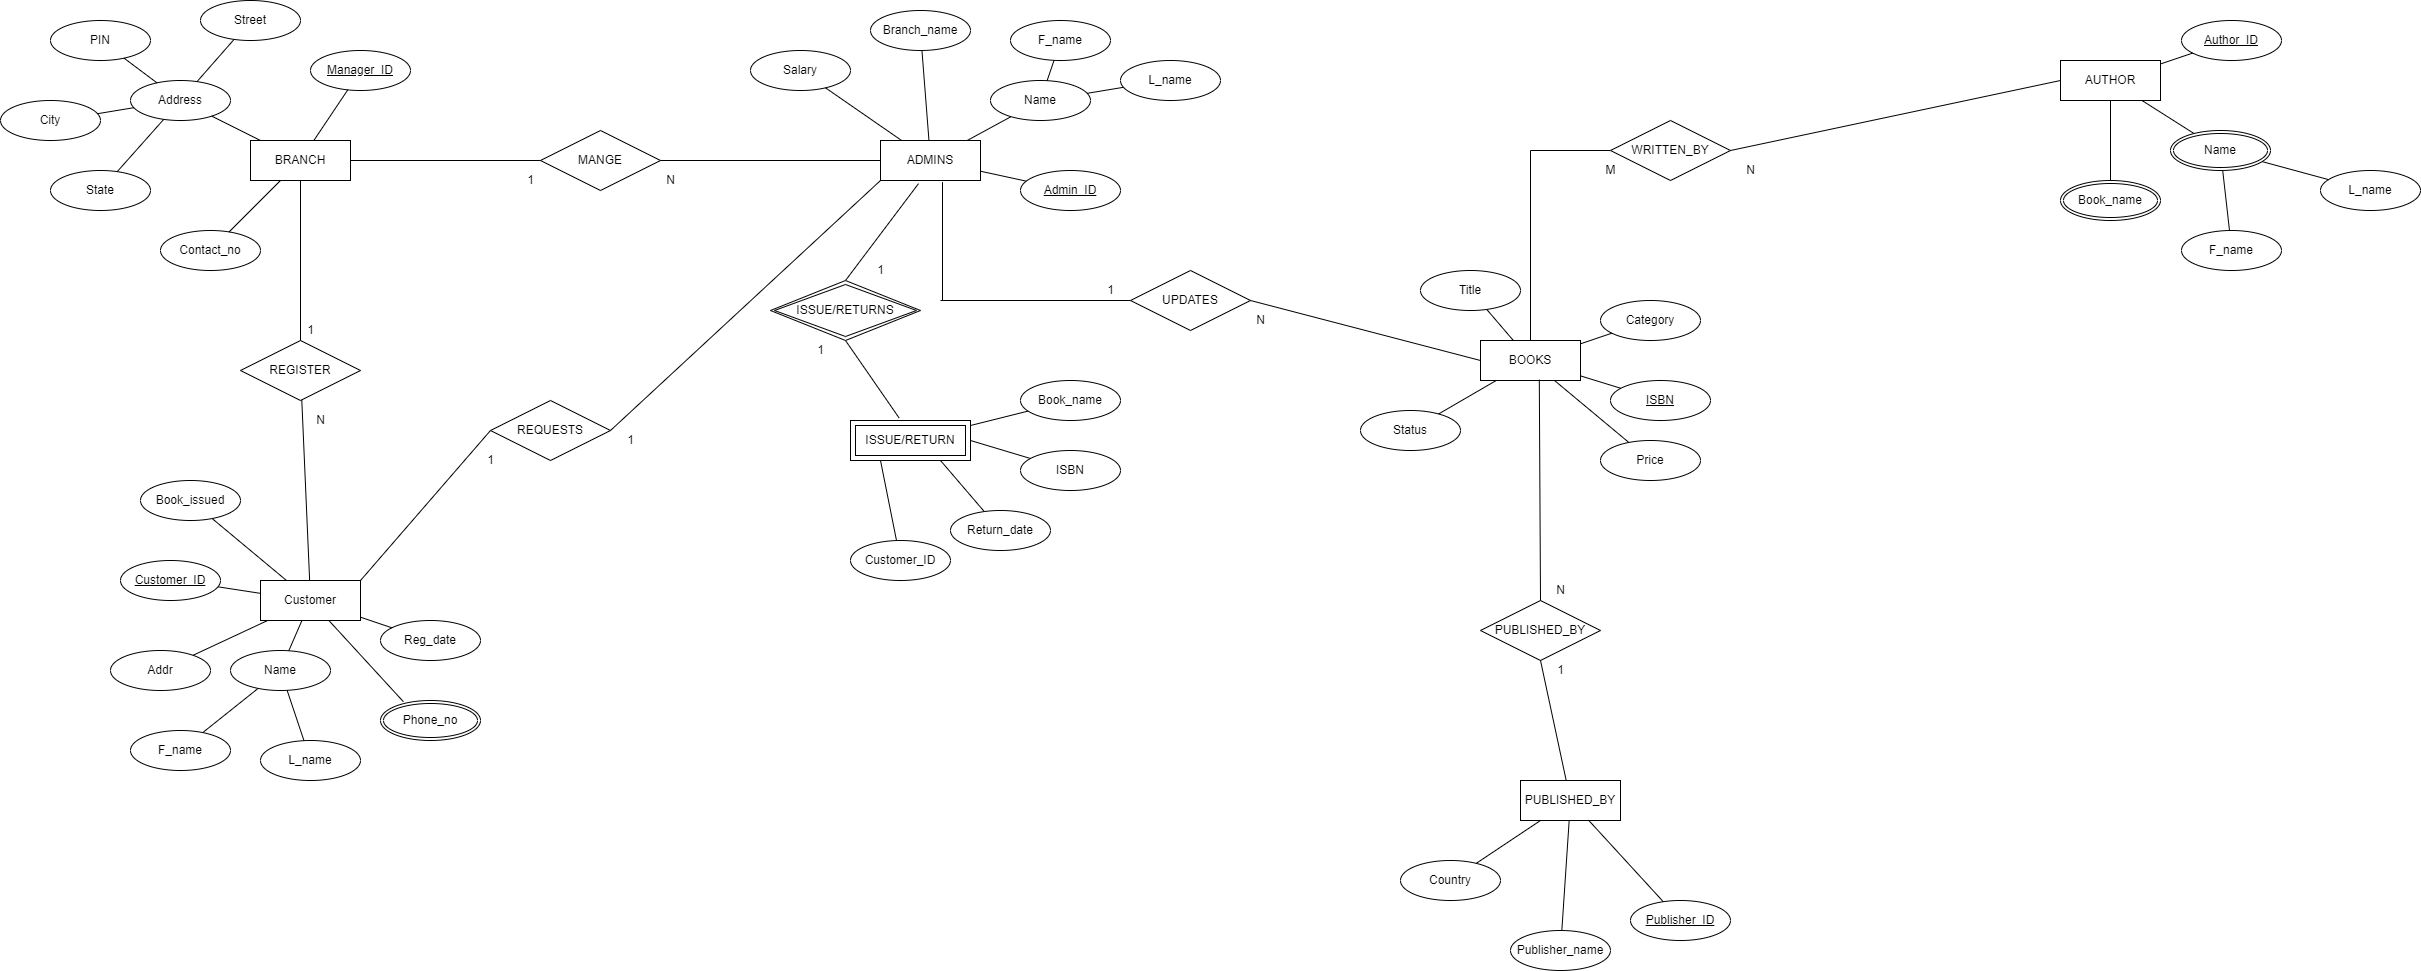 Street
PIN
Manager_ID
Address
City
State
BRANCH
Contact_no
MANGE
1
N
Salary
Branch_name
F_name
Name
L_name
ADMINS
Admin_ID
Author_ID
AUTHOR
Name
Book_name
L_name
F_name
WRITTEN_BY
M
N
1
ISSUE/RETURNS
1
1
UPDATES
N
Title
Category
BOOKS
ISBN
Status
Price
1
REGISTER
N
REQUESTS
1
1
Book_name
ISSUE/RETURN
ISBN
Return_date
Customer_ID
Book_issued
Customer_ID
Customer
Reg_date
Addr
Name
Phone_no
F_name
L_name
N
PUBLISHED_BY
1
PUBLISHED_BY
Country
Publisher_ID
Publisher_name